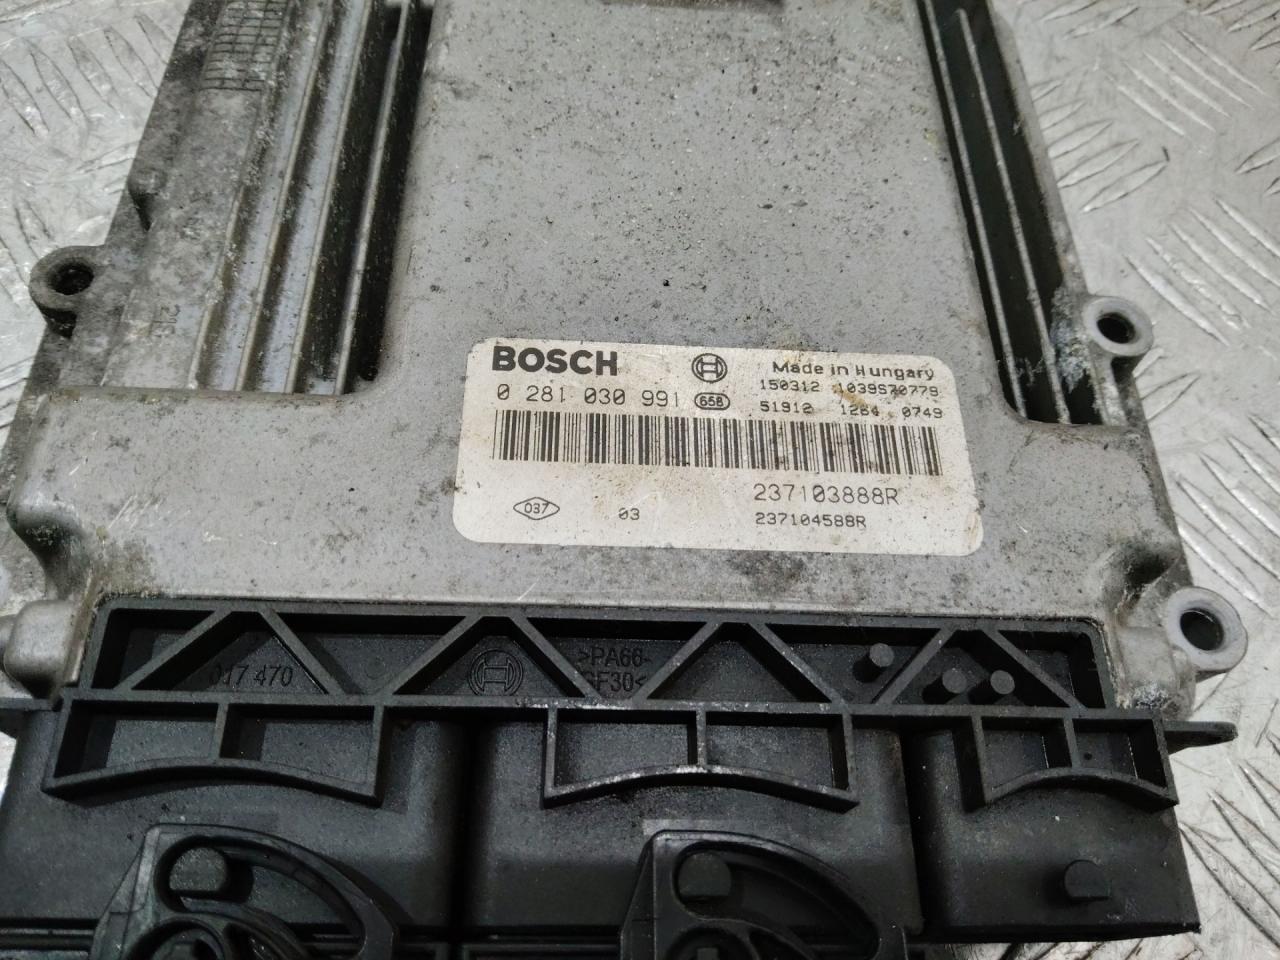 BOSCH
Made in Hungary
150312 1039S70779
0 281 030 991 658
51912 1284 0749
237103888R
037 03 237104588R
017 470
>PA66-
GF30<